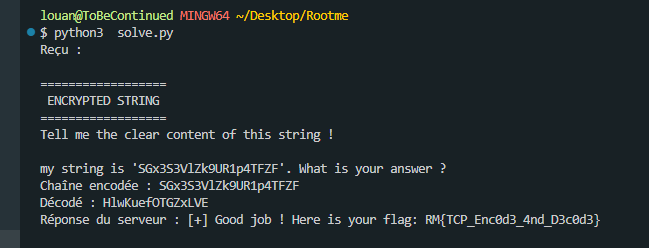 louan@ToBeContinued MINGW64 ~/Desktop/Rootme
$ python3  solve.py
Reçu :
==================
 ENCRYPTED STRING
==================
Tell me the clear content of this string !
my string is 'SGx3S3VlZk9UR1p4TFZF'. What is your answer ?
Chaîne encodée : SGx3S3VlZk9UR1p4TFZF
Décodé : HlwKuefOTGZxLVE
Réponse du serveur : [+] Good job ! Here is your flag: RM{TCP_Enc0d3_4nd_D3c0d3}